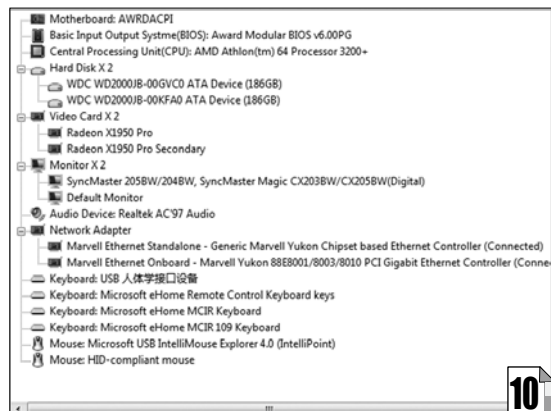 Motherboard: AWRDACPI
Basic Input Output Systme(BIOS): Award Modular BIOS v6.00PG
Central Processing Unit(CPU): AMD Athlon(tm) 64 Processor 3200+
Hard Disk X 2
WDC WD2000JB-00GVC0 ATA Device (186GB)
WDC WD2000JB-00KFA0 ATA Device (186GB)
Video Card X 2
Radeon X1950 Pro
Radeon X1950 Pro Secondary
Monitor X 2
SyncMaster 205BW/204BW, SyncMaster Magic CX203BW/CX205BW(Digital)
Default Monitor
Audio Device: Realtek AC'97 Audio
Network Adapter
Marvell Ethernet Standalone - Generic Marvell Yukon Chipset based Ethernet Controller (Connected)
Marvell Ethernet Onboard - Marvell Yukon 88E8001/8003/8010 PCI Gigabit Ethernet Controller (Conne
Keyboard: USB 人体学接口设备
Keyboard: Microsoft eHome Remote Control Keyboard keys
Keyboard: Microsoft eHome MCIR Keyboard
Keyboard: Microsoft eHome MCIR 109 Keyboard
Mouse: Microsoft USB IntelliMouse Explorer 4.0 (IntelliPoint)
Mouse: HID-compliant mouse
10